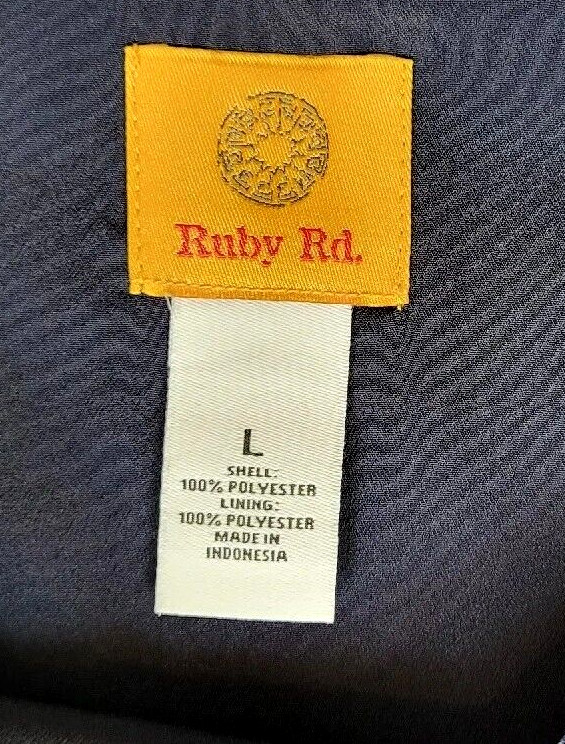 Ruby Rd.
L
SHELL:
100% POLYESTER
LINING:
100% POLYESTER
MADE IN
INDONESIA